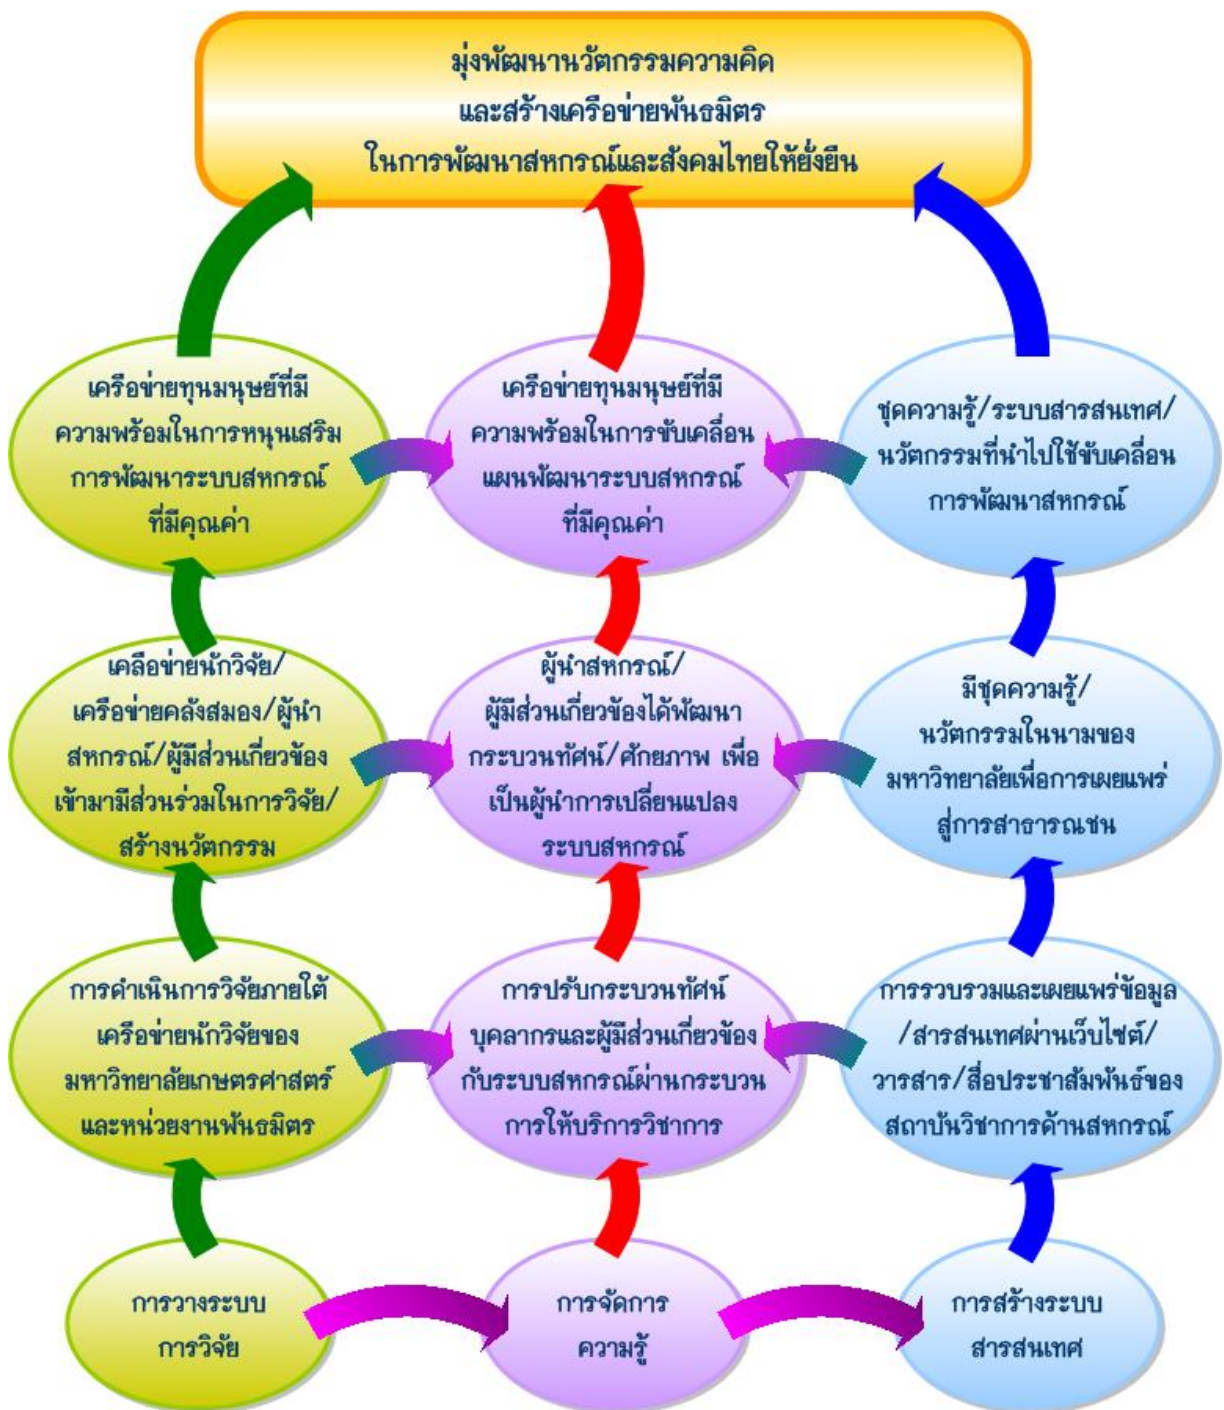 มุ่งพัฒนานวัตกรรมความคิด
และสร้างเครือข่ายพันธมิตร
ในการพัฒนาสหกรณ์และสังคมไทยให้ยั่งยืน
เครือข่ายทุนมนุษย์ที่มี
ความพร้อมในการหนุนเสริม
การพัฒนาระบบสหกรณ์
ที่มีคุณค่า
เครือข่ายทุนมนุษย์ที่มี
ความพร้อมในการขับเคลื่อน
แผนพัฒนาระบบสหกรณ์
ที่มีคุณค่า
ชุดความรู้/ระบบสารสนเทศ/
นวัตกรรมที่นำไปใช้ขับเคลื่อน
การพัฒนาสหกรณ์
เคลือข่ายนักวิจัย/
เครือข่ายคลังสมอง/ผู้นำ
สหกรณ์/ผู้มีส่วนเกี่ยวข้อง
เข้ามามีส่วนร่วมในการวิจัย/
สร้างนวัตกรรม
ผู้นำสหกรณ์/
ผู้มีส่วนเกี่ยวข้องได้พัฒนา
กระบวนทัศน์/ศักยภาพ เพื่อ
เป็นผู้นำการเปลี่ยนแปลง
ระบบสหกรณ์
มีชุดความรู้/
นวัตกรรมในนามของ
มหาวิทยาลัยเพื่อการเผยแพร่
สู่การสาธารณชน
การดำเนินการวิจัยภายใต้
เครือข่ายนักวิจัยของ
มหาวิทยาลัยเกษตรศาสตร์
และหน่วยงานพันธมิตร
การปรับกระบวนทัศน์
บุคลากรและผู้มีส่วนเกี่ยวข้อง
กับระบบสหกรณ์ผ่านกระบวน
การให้บริการวิชาการ
การรวบรวมและเผยแพร่ข้อมูล
/สารสนเทศผ่านเว็บไซต์/
วารสาร/สื่อประชาสัมพันธ์ของ
สถาบันวิชาการด้านสหกรณ์
การวางระบบ
การวิจัย
การจัดการ
ความรู้
การสร้างระบบ
สารสนเทศ